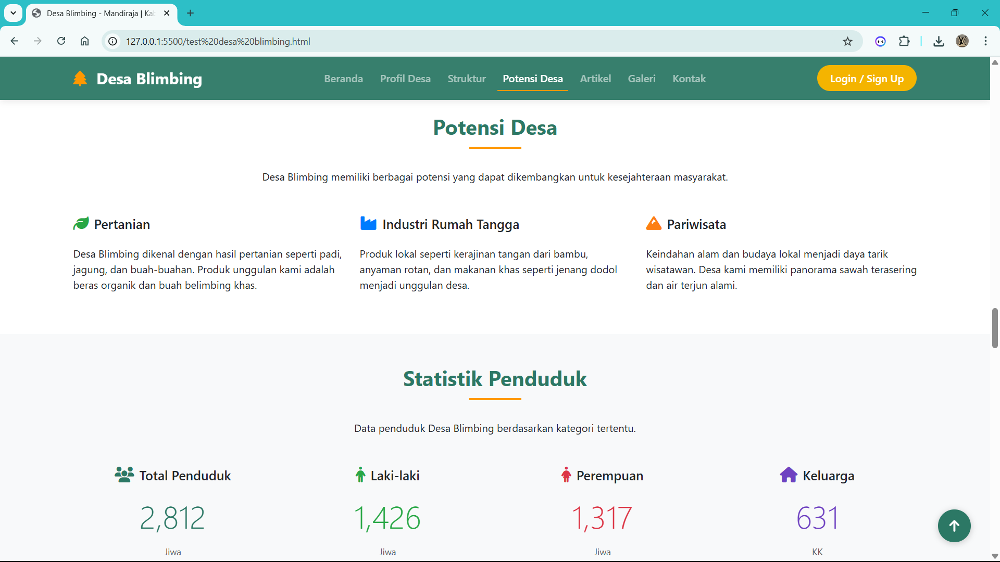 Desa Blimbing - Mandiraja | Kab
127.0.0.1:5500/test%20desa%20blimbing.html
Desa Blimbing
Beranda Profil Desa Struktur Potensi Desa Artikel Galeri Kontak
Login / Sign Up
Potensi Desa
Desa Blimbing memiliki berbagai potensi yang dapat dikembangkan untuk kesejahteraan masyarakat.
Pertanian
Desa Blimbing dikenal dengan hasil pertanian seperti padi,
jagung, dan buah-buahan. Produk unggulan kami adalah
beras organik dan buah belimbing khas.
Industri Rumah Tangga
Produk lokal seperti kerajinan tangan dari bambu,
anyaman rotan, dan makanan khas seperti jenang dodol
menjadi unggulan desa.
Pariwisata
Keindahan alam dan budaya lokal menjadi daya tarik
wisatawan. Desa kami memiliki panorama sawah terasering
dan air terjun alami.
Statistik Penduduk
Data penduduk Desa Blimbing berdasarkan kategori tertentu.
Total Penduduk
2,812
Jiwa
Laki-laki
1,426
Jiwa
Perempuan
1,317
Jiwa
Keluarga
631
KK